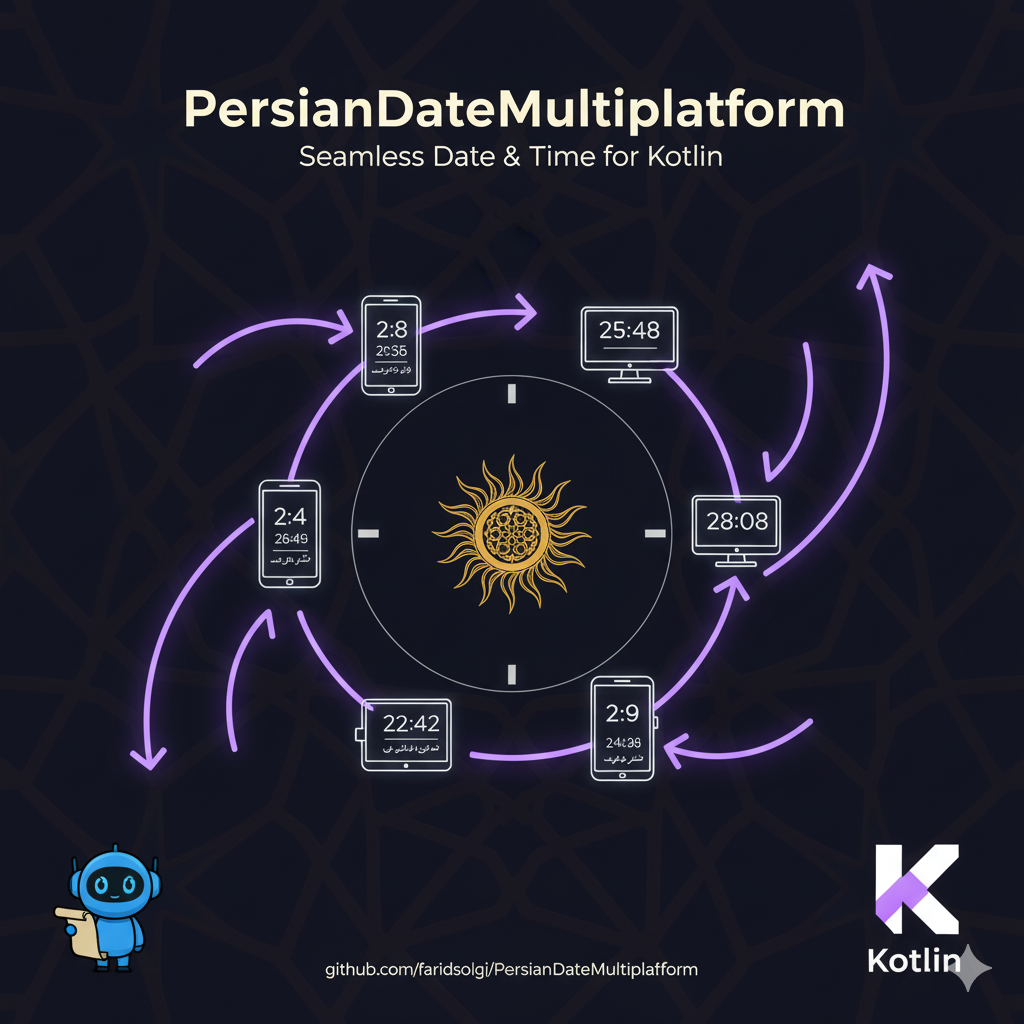 PersianDateMultiplatform
Seamless Date & Time for Kotlin
2:8
25:48
2:4
26:49
28:08
22:42
2:9
Kotlin
github.com/faridsolgi/PersianDateMultiplafform